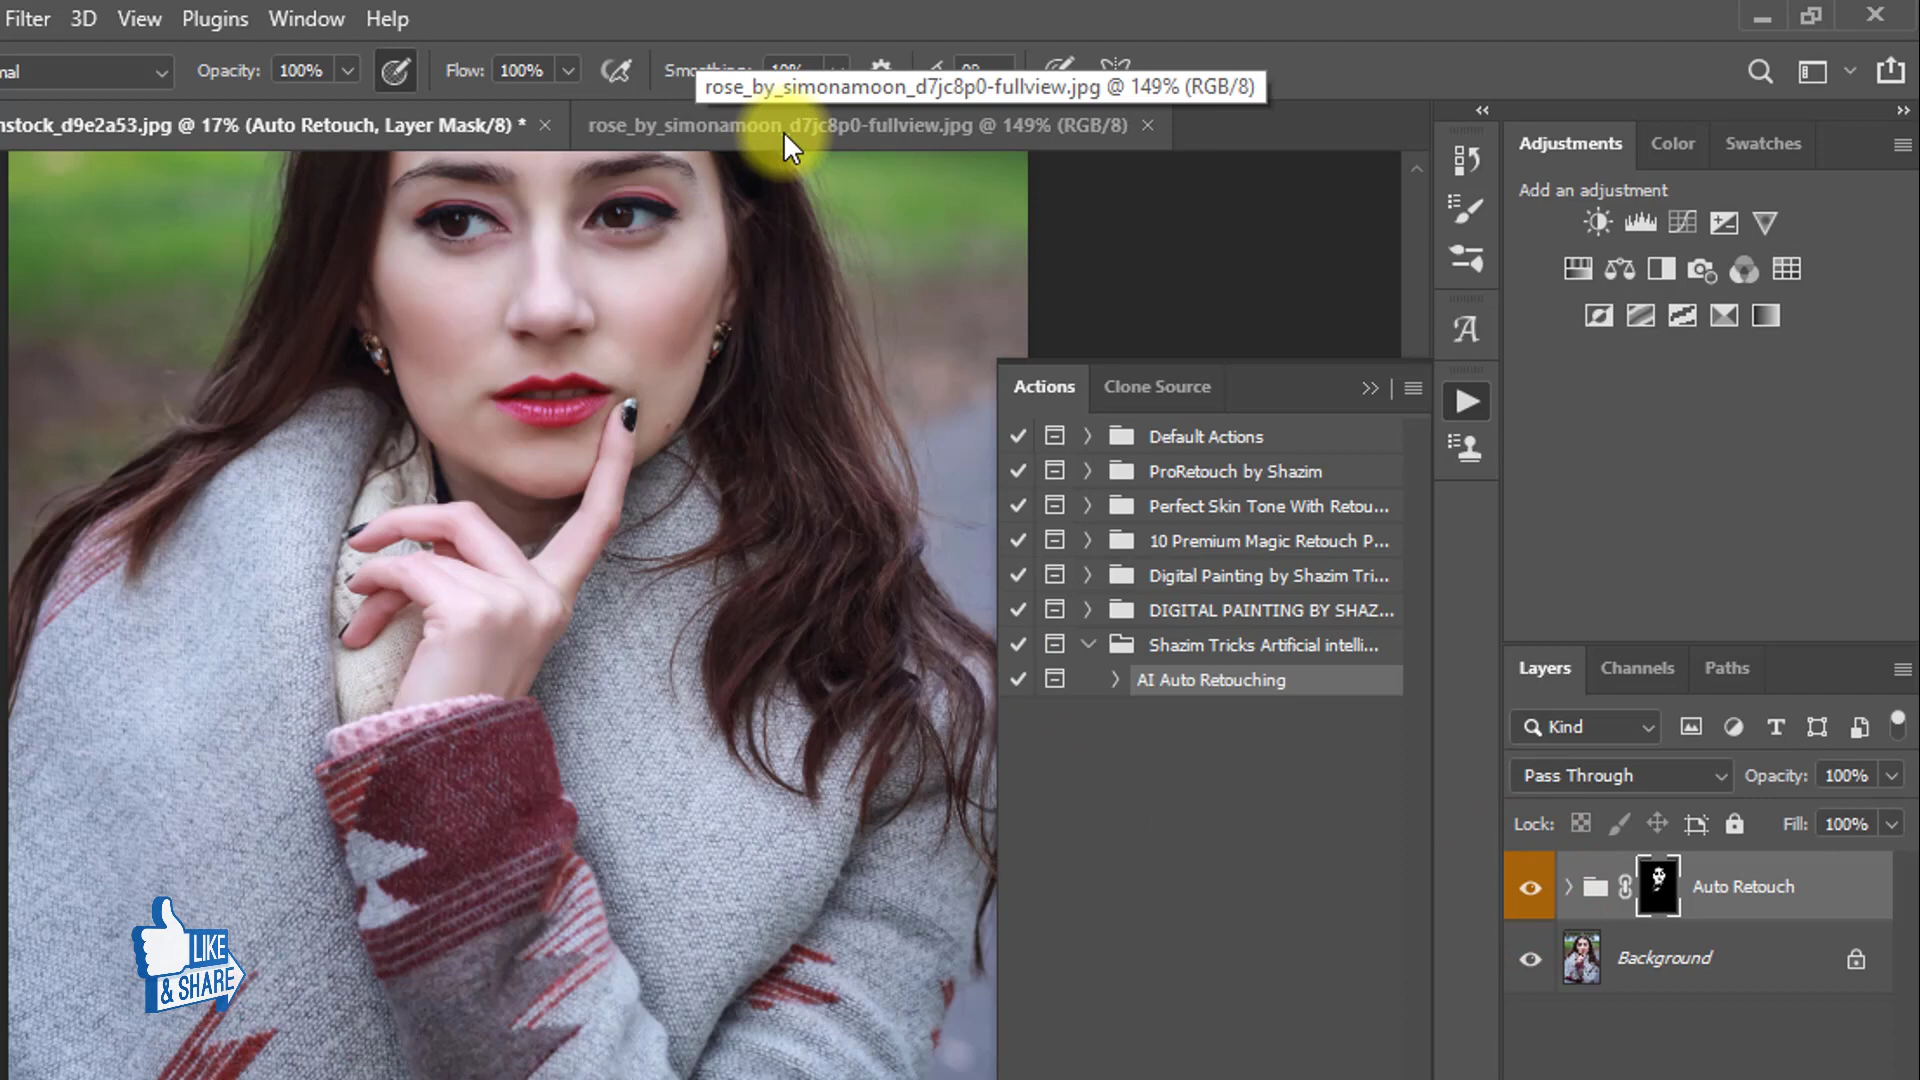 Filter 3D View Plugins Window Help
Opacity: 100% Flow: 100%
rose_by_simonamoon_d7jc8p0-fullview.jpg @ 149% (RGB/8)
nstock_d9e2a53.jpg @ 17% (Auto Retouch, Layer Mask/8) * × rose_by_simonamoon_d7jc8p0-fullview.jpg @ 149% (RGB/8) ×
Adjustments Color Swatches
Add an adjustment
Actions Clone Source
Default Actions
ProRetouch by Shazim
Perfect Skin Tone With Retou...
10 Premium Magic Retouch P...
Digital Painting by Shazim Tri...
DIGITAL PAINTING BY SHAZ...
Shazim Tricks Artificial intelli...
AI Auto Retouching
Layers Channels Paths
Kind
Pass Through Opacity: 100%
Lock: Fill: 100%
Auto Retouch
Background
LIKE
& SHARE